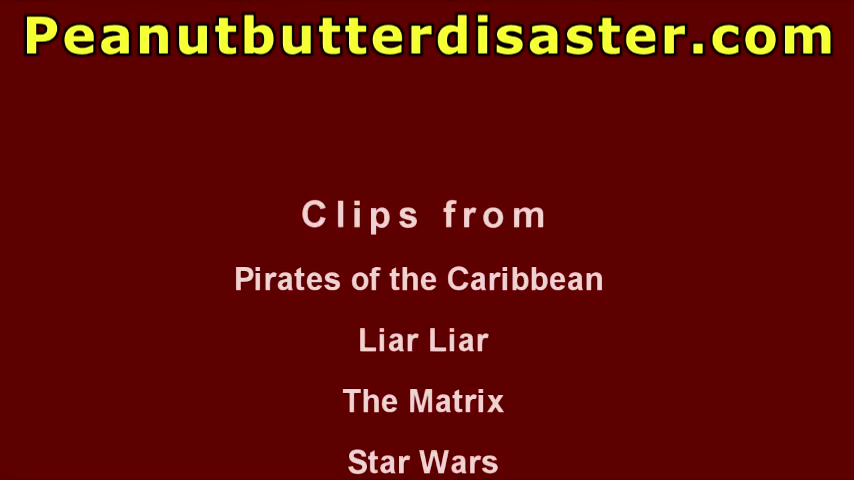 Peanutbutterdisaster.com
Clips from
Pirates of the Caribbean
Liar Liar
The Matrix
Star Wars